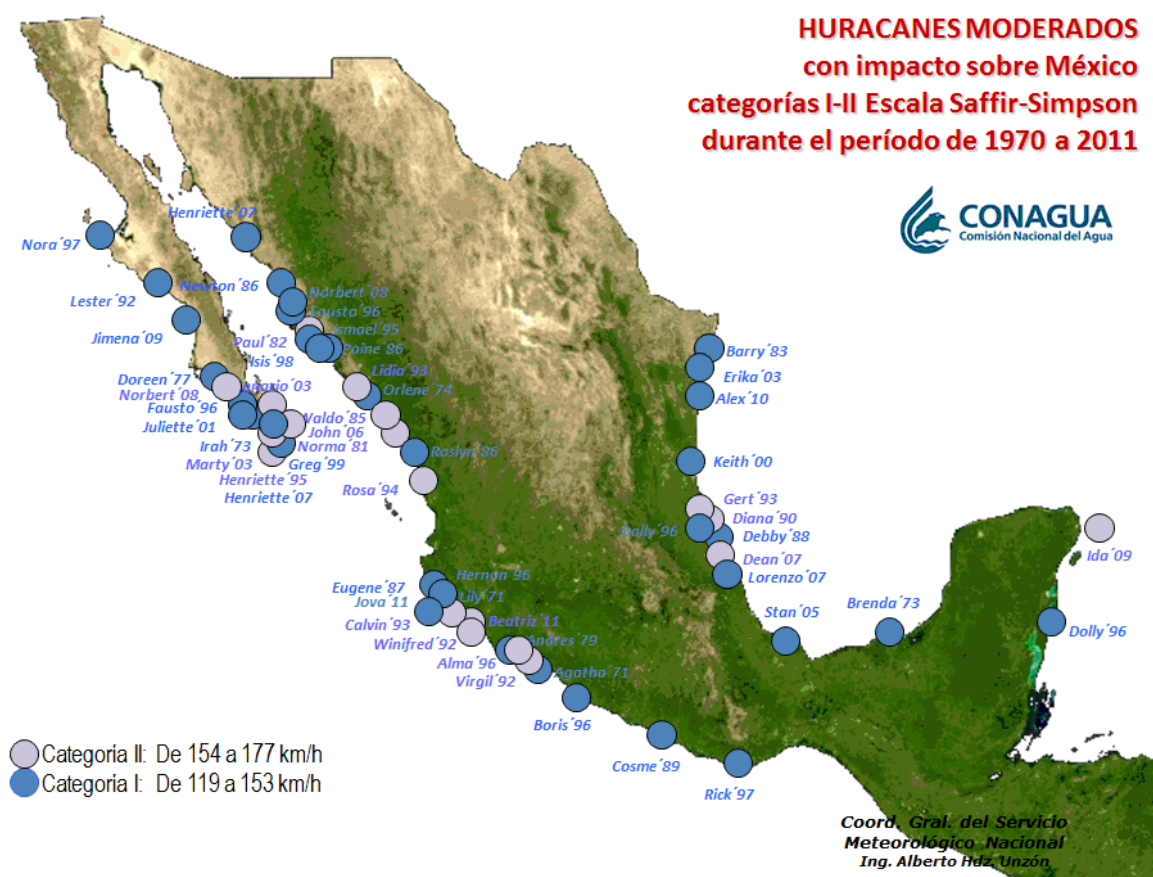 HURACANES MODERADOS
con impacto sobre México
categorías I-II Escala Saffir-Simpson
durante el período de 1970 a 2011
CONAGUA
Comisión Nacional del Agua
Henriette´07
Nora´97
Newton´86
Lester´92
Norbert´08
Fausto´96
Ismael´95
Jimena´09
Paul´82
Paine´86
Isis´98
Barry´83
Erika´03
Alex´10
Lidia´93
Orlene´74
Doreen´77
Norbert´08
Fausto´96
Juliette´01
Waldo´85
John´06
Irah´73
Norma´81
Marty´03
Greg´99
Henriette´95
Henriette´07
Roslyn´86
Rosa´94
Keith´00
Gert´93
Diana´90
Dolly´96
Debby´88
Dean´07
Lorenzo´07
Ida´09
Hernan´96
Eugene´87
Lily´71
Jova´11
Calvin´93
Beatriz´11
Winifred´92
Andres´79
Alma´96
Virgil´92
Agatha´71
Stan´05
Brenda´73
Dolly´96
Boris´96
Cosme´89
Rick´97
Categoría II: De 154 a 177 km/h
Categoría I: De 119 a 153 km/h
Coord. Gral. del Servicio
Meteorológico Nacional
Ing. Alberto Hdz. Unzón